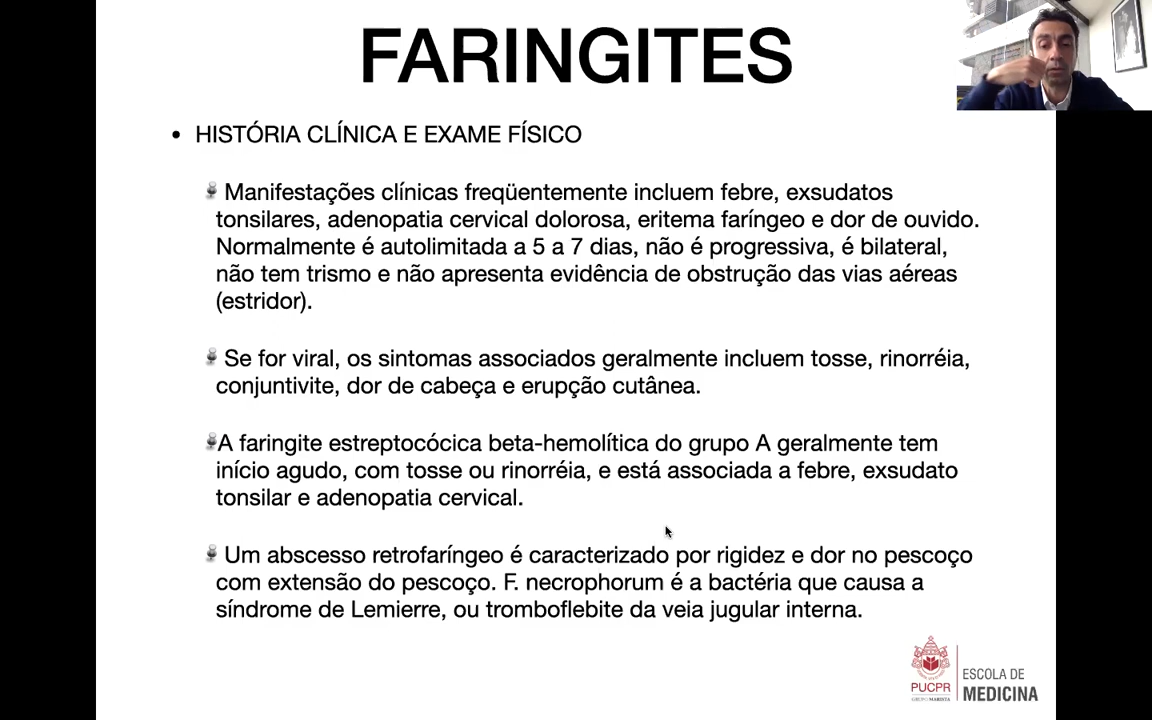 FARINGITES
• HISTÓRIA CLÍNICA E EXAME FÍSICO
Manifestações clínicas freqüentemente incluem febre, exsudatos
tonsilares, adenopatia cervical dolorosa, eritema faríngeo e dor de ouvido.
Normalmente é autolimitada a 5 a 7 dias, não é progressiva, é bilateral,
não tem trismo e não apresenta evidência de obstrução das vias aéreas
(estridor).
Se for viral, os sintomas associados geralmente incluem tosse, rinorréia,
conjuntivite, dor de cabeça e erupção cutânea.
A faringite estreptocócica beta-hemolítica do grupo A geralmente tem
início agudo, com tosse ou rinorréia, e está associada a febre, exsudato
tonsilar e adenopatia cervical.
Um abscesso retrofaríngeo é caracterizado por rigidez e dor no pescoço
com extensão do pescoço. F. necrophorum é a bactéria que causa a
síndrome de Lemierre, ou tromboflebite da veia jugular interna.
PUCPR
GRUPO MARISTA
ESCOLA DE
MEDICINA